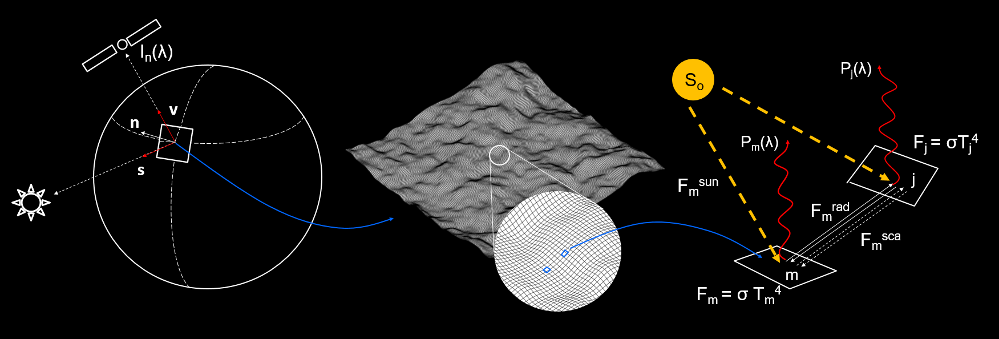 Iₙ(λ)
v
n
s
Sₒ
Pⱼ(λ)
Pₘ(λ)
Fⱼ = σTⱼ⁴
j
Fₘˢᵘⁿ
Fₘʳᵃᵈ
Fₘˢᶜᵃ
m
Fₘ = σ Tₘ⁴